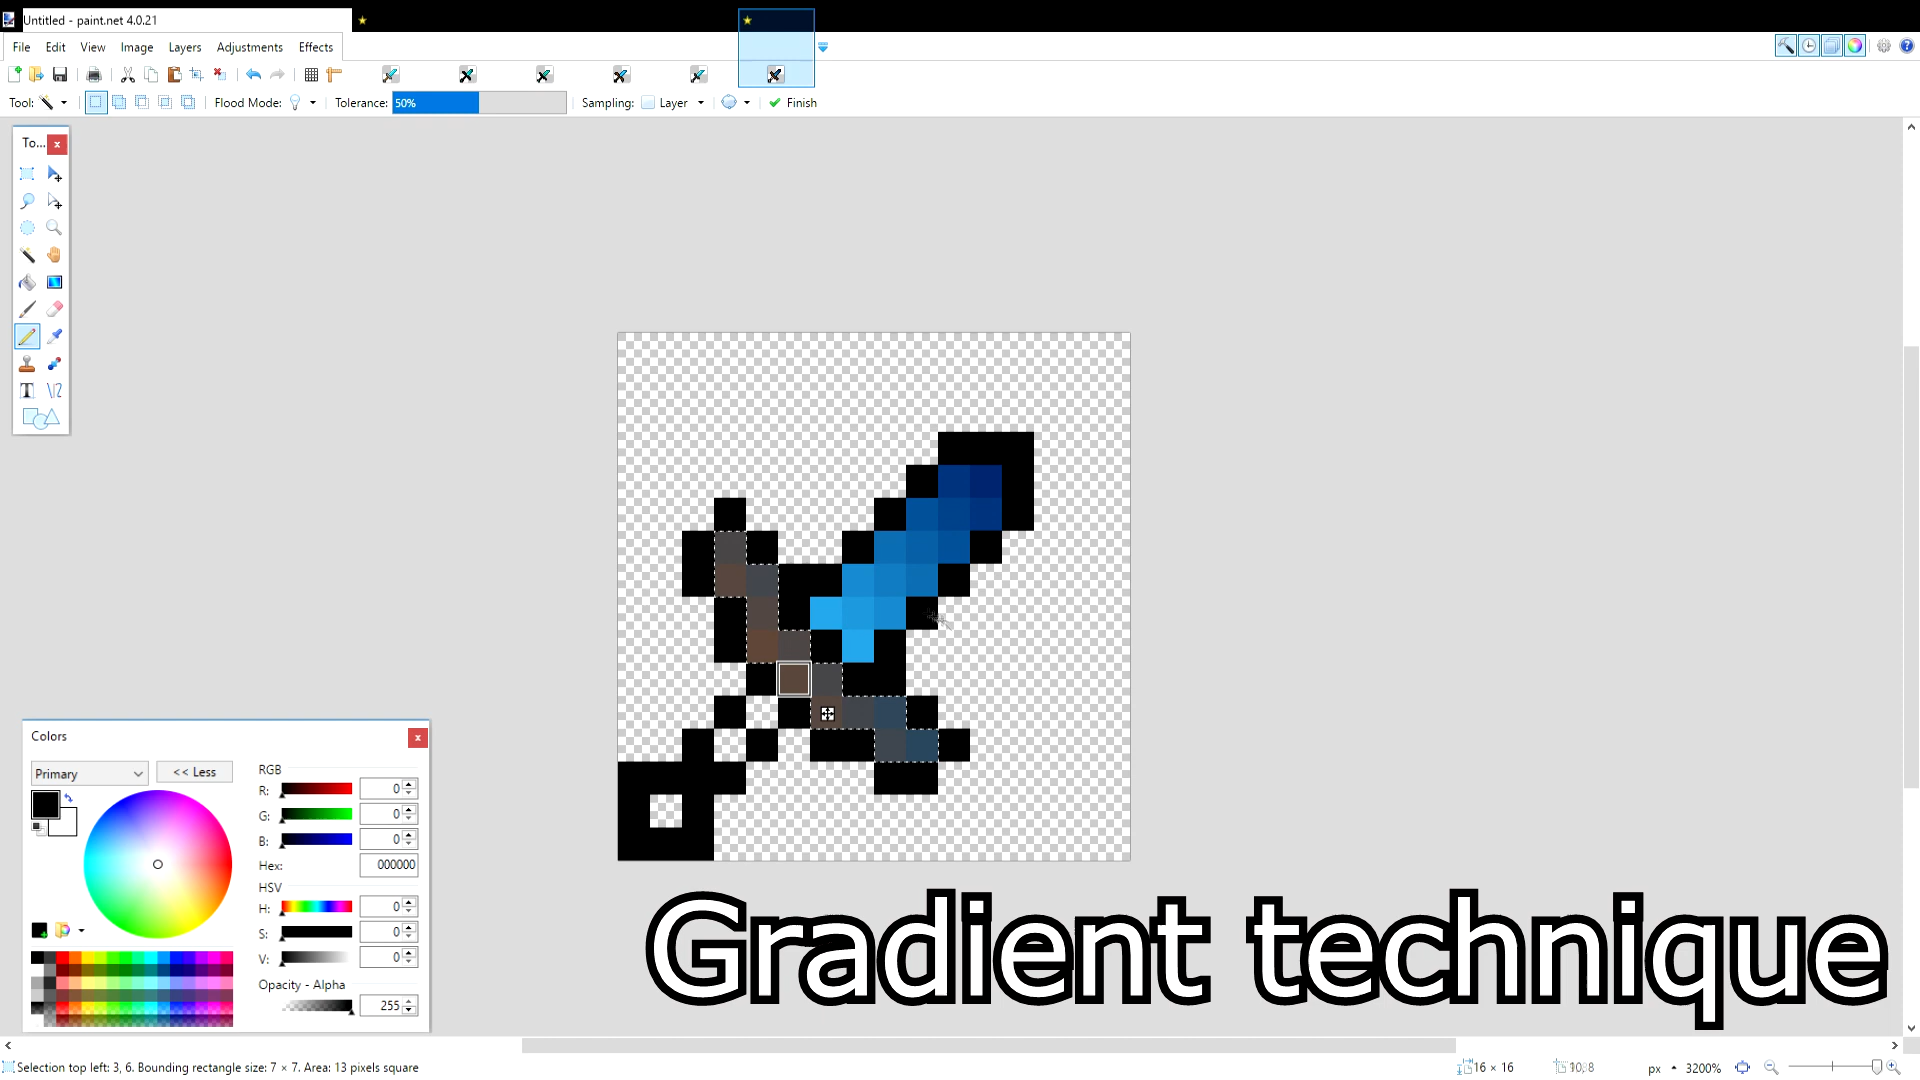 Untitled - paint.net 4.0.21
File Edit View Image Layers Adjustments Effects
Tool: Flood Mode: Tolerance: 50% Sampling: Layer Finish
To...
Colors
Primary << Less RGB
R: 0
G: 0
B: 0
Hex: 000000
HSV
H: 0
S: 0
V: 0
Opacity - Alpha
255
Gradient technique
Selection top left: 3, 6. Bounding rectangle size: 7 × 7. Area: 13 pixels square 16 × 16 px 3200%